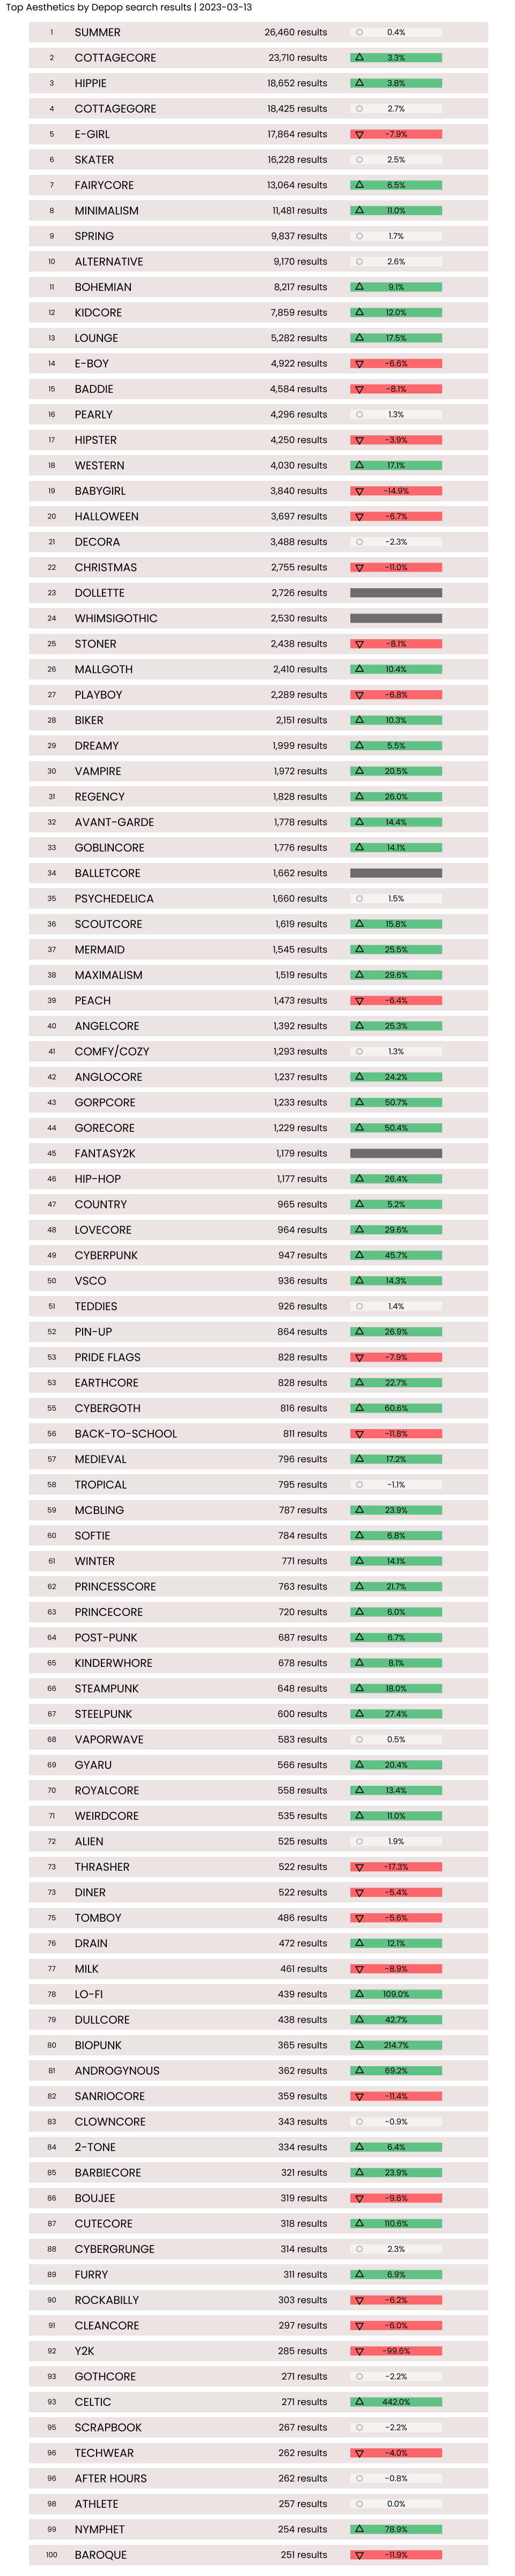 Top Aesthetics by Depop search results | 2023-03-13
1 SUMMER 26,460 results 0.4%
2 COTTAGECORE 23,710 results 3.3%
3 HIPPIE 18,652 results 3.8%
4 COTTAGEGORE 18,425 results 2.7%
5 E-GIRL 17,864 results -7.9%
6 SKATER 16,228 results 2.5%
7 FAIRYCORE 13,064 results 6.5%
8 MINIMALISM 11,481 results 11.0%
9 SPRING 9,837 results 1.7%
10 ALTERNATIVE 9,170 results 2.6%
11 BOHEMIAN 8,217 results 9.1%
12 KIDCORE 7,859 results 12.0%
13 LOUNGE 5,282 results 17.5%
14 E-BOY 4,922 results -6.6%
15 BADDIE 4,584 results -8.1%
16 PEARLY 4,296 results 1.3%
17 HIPSTER 4,250 results -3.9%
18 WESTERN 4,030 results 17.1%
19 BABYGIRL 3,840 results -14.9%
20 HALLOWEEN 3,697 results -6.7%
21 DECORA 3,488 results -2.3%
22 CHRISTMAS 2,755 results -11.0%
23 DOLLETTE 2,726 results
24 WHIMSIGOTHIC 2,530 results
25 STONER 2,438 results -8.1%
26 MALLGOTH 2,410 results 10.4%
27 PLAYBOY 2,289 results -6.8%
28 BIKER 2,151 results 10.3%
29 DREAMY 1,999 results 5.5%
30 VAMPIRE 1,972 results 20.5%
31 REGENCY 1,828 results 26.0%
32 AVANT-GARDE 1,778 results 14.4%
33 GOBLINCORE 1,776 results 14.1%
34 BALLETCORE 1,662 results
35 PSYCHEDELICA 1,660 results 1.5%
36 SCOUTCORE 1,619 results 15.8%
37 MERMAID 1,545 results 25.5%
38 MAXIMALISM 1,519 results 29.6%
39 PEACH 1,473 results -6.4%
40 ANGELCORE 1,392 results 25.3%
41 COMFY/COZY 1,293 results 1.3%
42 ANGLOCORE 1,237 results 24.2%
43 GORPCORE 1,233 results 50.7%
44 GORECORE 1,229 results 50.4%
45 FANTASY2K 1,179 results
46 HIP-HOP 1,177 results 26.4%
47 COUNTRY 965 results 5.2%
48 LOVECORE 964 results 29.6%
49 CYBERPUNK 947 results 45.7%
50 VSCO 936 results 14.3%
51 TEDDIES 926 results 1.4%
52 PIN-UP 864 results 26.9%
53 PRIDE FLAGS 828 results -7.9%
53 EARTHCORE 828 results 22.7%
55 CYBERGOTH 816 results 60.6%
56 BACK-TO-SCHOOL 811 results -11.8%
57 MEDIEVAL 796 results 17.2%
58 TROPICAL 795 results -1.1%
59 MCBLING 787 results 23.9%
60 SOFTIE 784 results 6.8%
61 WINTER 771 results 14.1%
62 PRINCESSCORE 763 results 21.7%
63 PRINCECORE 720 results 6.0%
64 POST-PUNK 687 results 6.7%
65 KINDERWHORE 678 results 8.1%
66 STEAMPUNK 648 results 18.0%
67 STEELPUNK 600 results 27.4%
68 VAPORWAVE 583 results 0.5%
69 GYARU 566 results 20.4%
70 ROYALCORE 558 results 13.4%
71 WEIRDCORE 535 results 11.0%
72 ALIEN 525 results 1.9%
73 THRASHER 522 results -17.3%
73 DINER 522 results -5.4%
75 TOMBOY 486 results -5.6%
76 DRAIN 472 results 12.1%
77 MILK 461 results -8.9%
78 LO-FI 439 results 109.0%
79 DULLCORE 438 results 42.7%
80 BIOPUNK 365 results 214.7%
81 ANDROGYNOUS 362 results 69.2%
82 SANRIOCORE 359 results -11.4%
83 CLOWNCORE 343 results -0.9%
84 2-TONE 334 results 6.4%
85 BARBIECORE 321 results 23.9%
86 BOUJEE 319 results -9.6%
87 CUTECORE 318 results 110.6%
88 CYBERGRUNGE 314 results 2.3%
89 FURRY 311 results 6.9%
90 ROCKABILLY 303 results -6.2%
91 CLEANCORE 297 results -6.0%
92 Y2K 285 results -99.6%
93 GOTHCORE 271 results -2.2%
93 CELTIC 271 results 442.0%
95 SCRAPBOOK 267 results -2.2%
96 TECHWEAR 262 results -4.0%
96 AFTER HOURS 262 results -0.8%
98 ATHLETE 257 results 0.0%
99 NYMPHET 254 results 78.9%
100 BAROQUE 251 results -11.9%